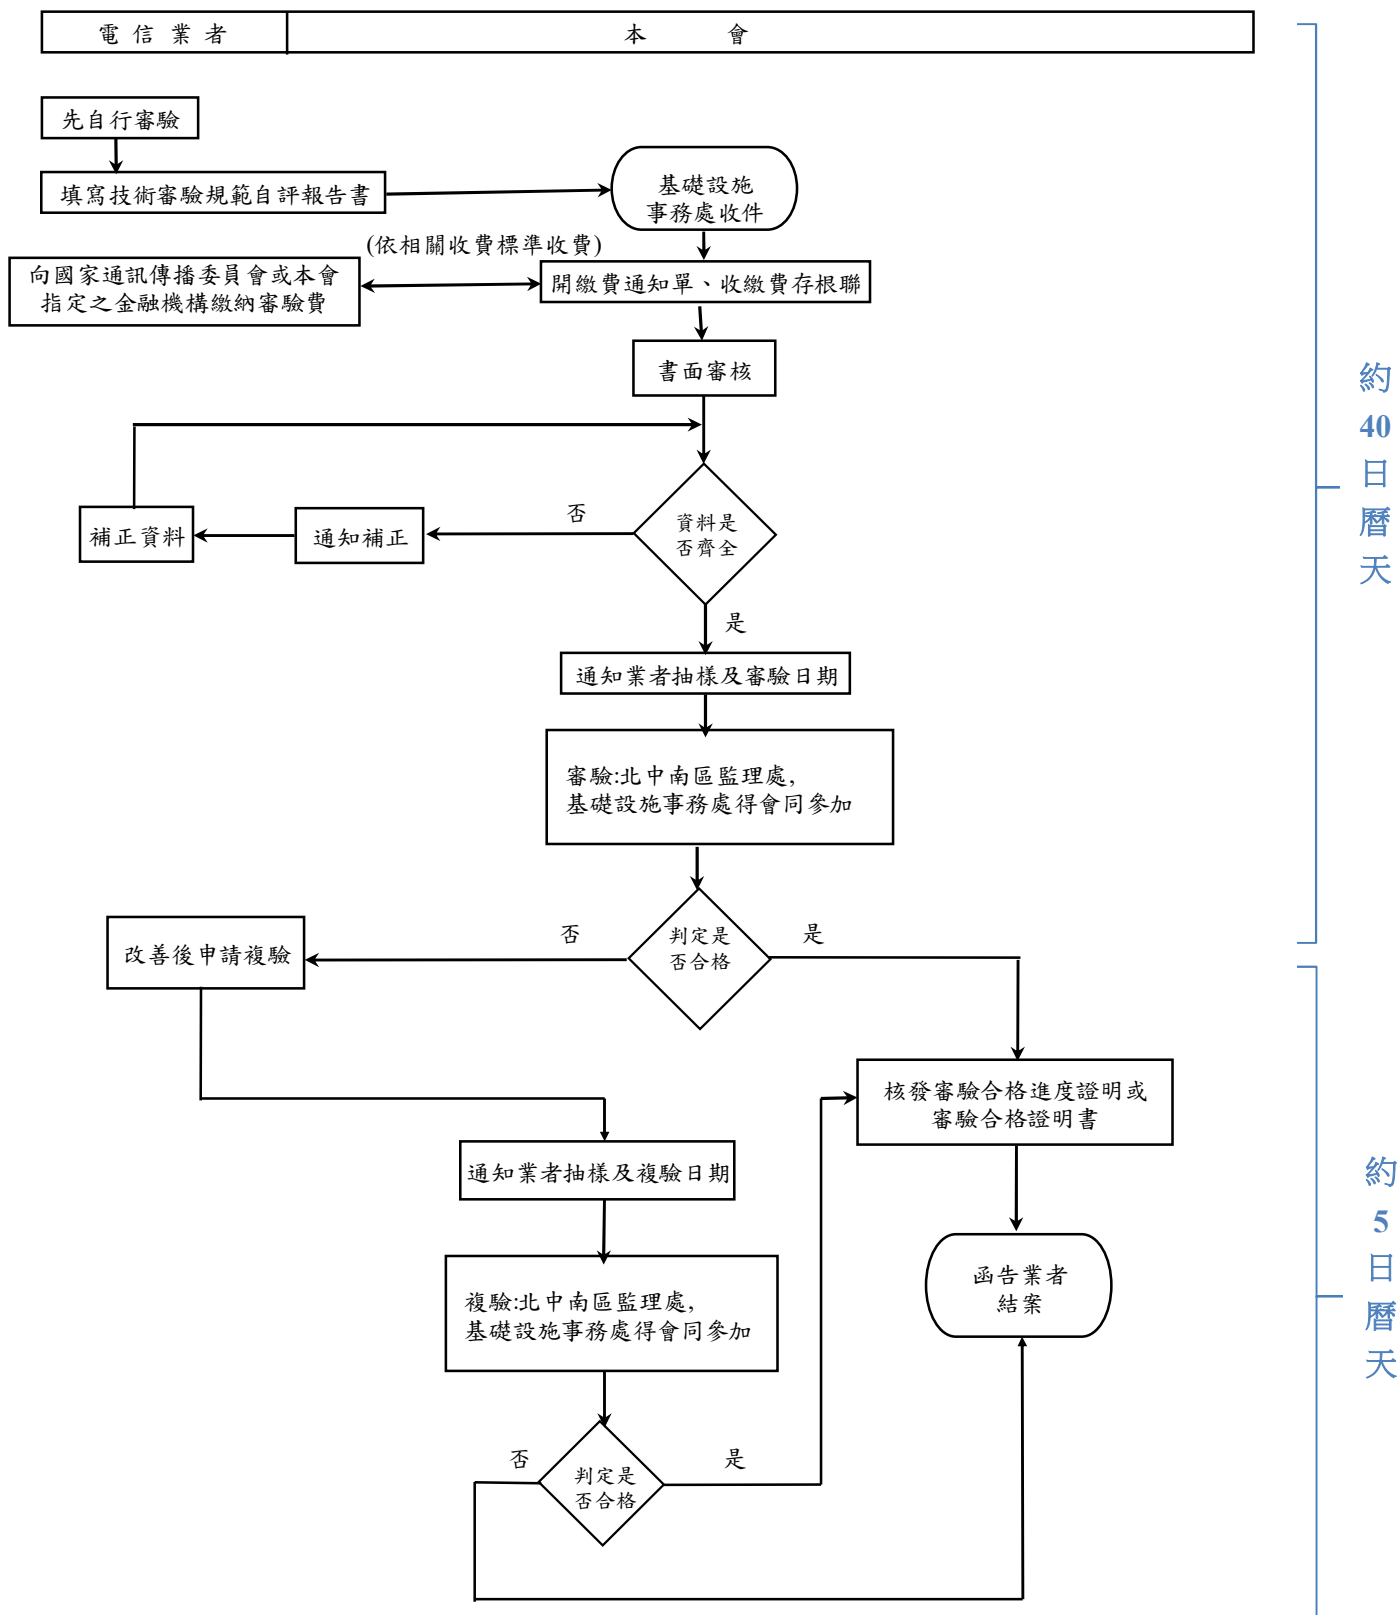 電信業者
本會
先自行審驗
填寫技術審驗規範自評報告書
基礎設施
事務處收件
(依相關收費標準收費)
向國家通訊傳播委員會或本會
指定之金融機構繳納審驗費
開繳費通知單、收繳費存根聯
書面審核
約
40
日
曆
天
資料是
否齊全
否
通知補正
補正資料
是
通知業者抽樣及審驗日期
審驗:北中南區監理處,
基礎設施事務處得會同參加
判定是
否合格
否
是
改善後申請複驗
核發審驗合格進度證明或
審驗合格證明書
通知業者抽樣及複驗日期
約
5
日
曆
天
函告業者
結案
複驗:北中南區監理處,
基礎設施事務處得會同參加
否
判定是
否合格
是